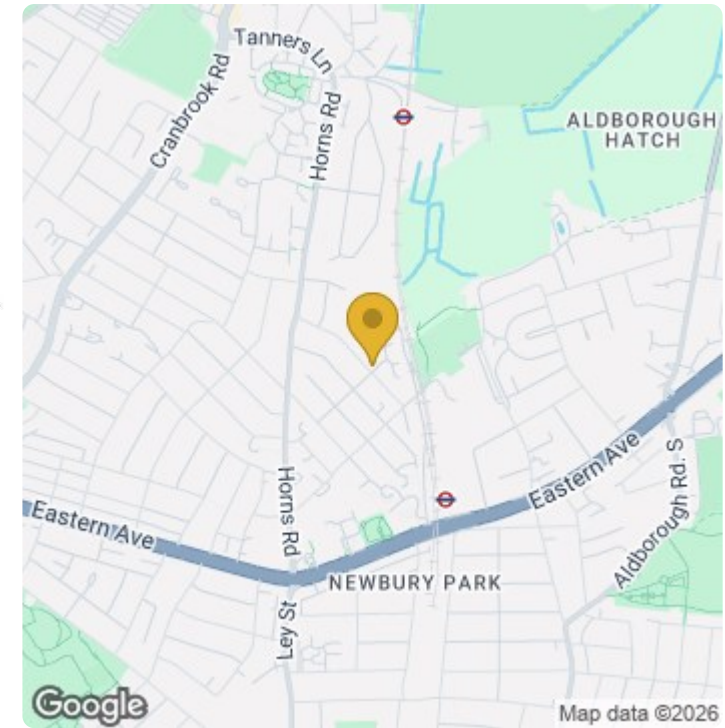 Tanners Ln
Cranbrook Rd
Horns Rd
ALDBOROUGH
HATCH
Eastern Ave
Horns Rd
Eastern Ave
Aldborough Rd. S
NEWBURY PARK
Ley St
Google
Map data ©2026